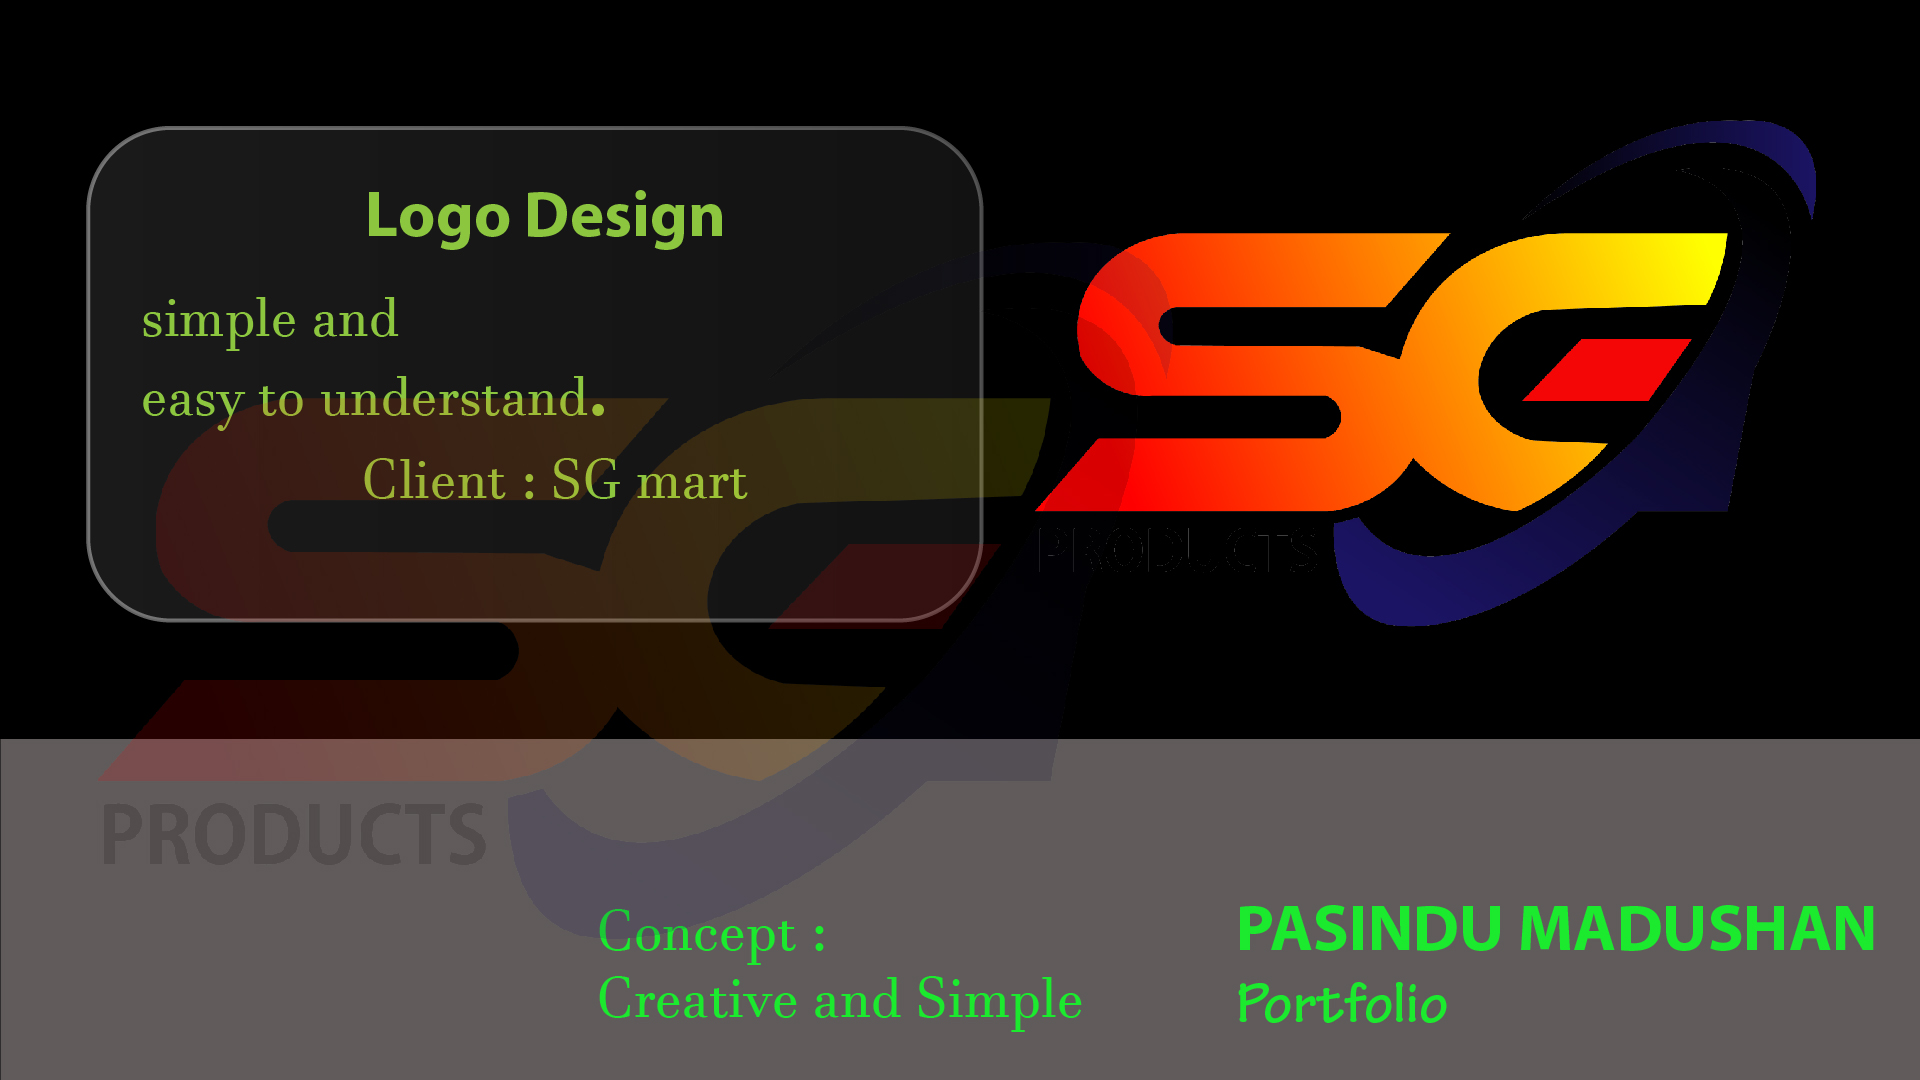 Logo Design
simple and
easy to understand.
Client : SG mart
SG
PRODUCTS
PRODUCTS
Concept :
Creative and Simple
PASINDU MADUSHAN
Portfolio